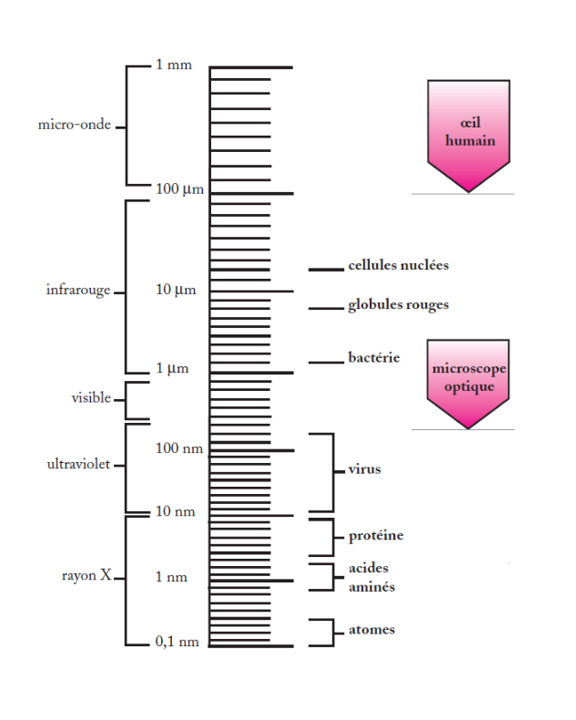 1 mm
micro-onde
œil
humain
100 µm
cellules nuclées
infrarouge
10 µm
globules rouges
bactérie
1 µm
microscope
optique
visible
100 nm
ultraviolet
virus
10 nm
protéine
rayon X
1 nm
acides
aminés
atomes
0,1 nm